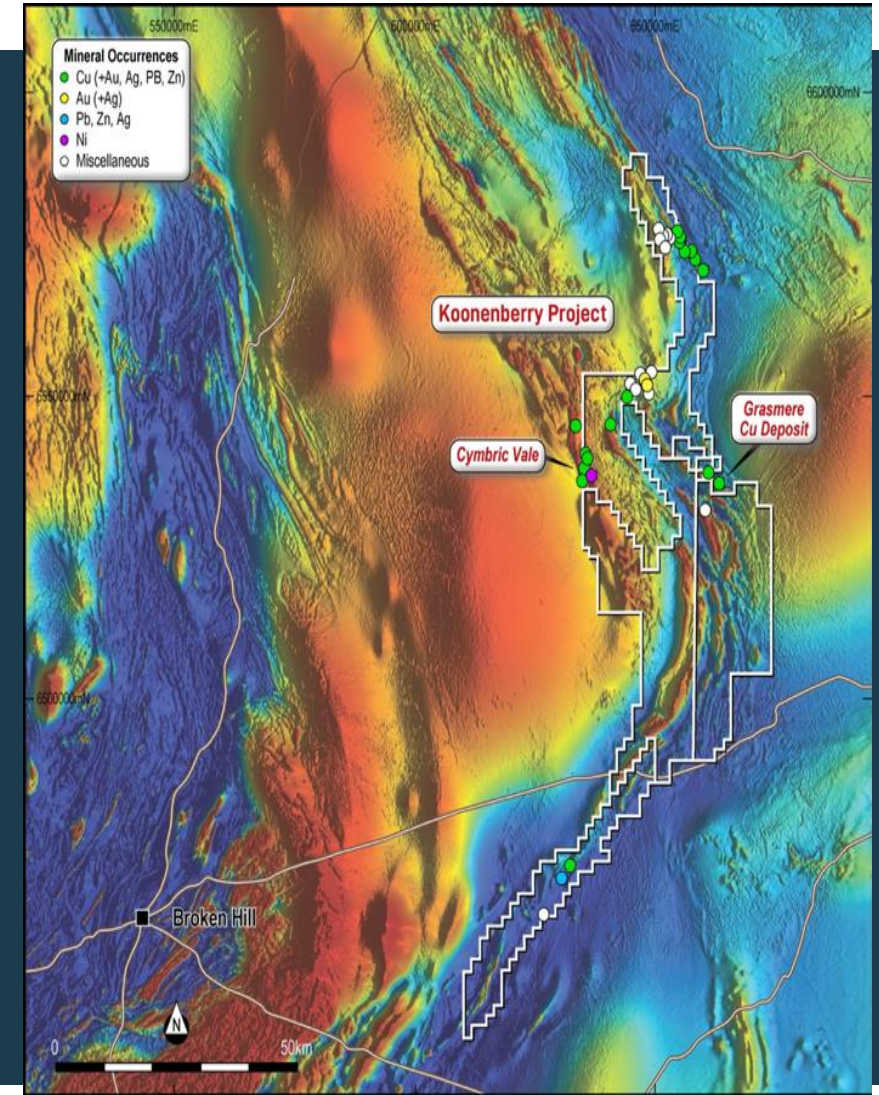 550000mE
600000mE
650000mE
Mineral Occurrences
Cu (+Au, Ag, PB, Zn)
Au (+Ag)
Pb, Zn, Ag
Ni
Miscellaneous
6600000mN
Koonenberry Project
6550000mN
Grasmere
Cu Deposit
Cymbric Vale
6500000mN
Broken Hill
N
0
50km